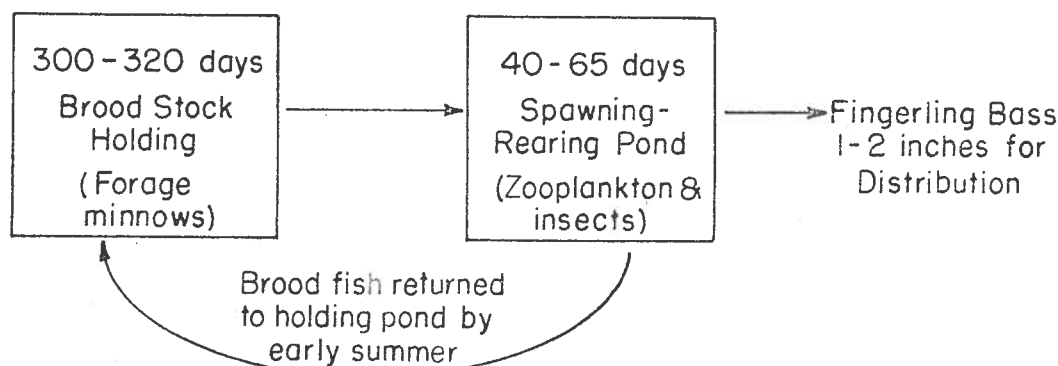 300-320 days
Brood Stock
Holding
(Forage
minnows)
40-65 days
Spawning-
Rearing Pond
(Zooplankton &
insects)
Fingerling Bass
1-2 inches for
Distribution
Brood fish returned
to holding pond by
early summer